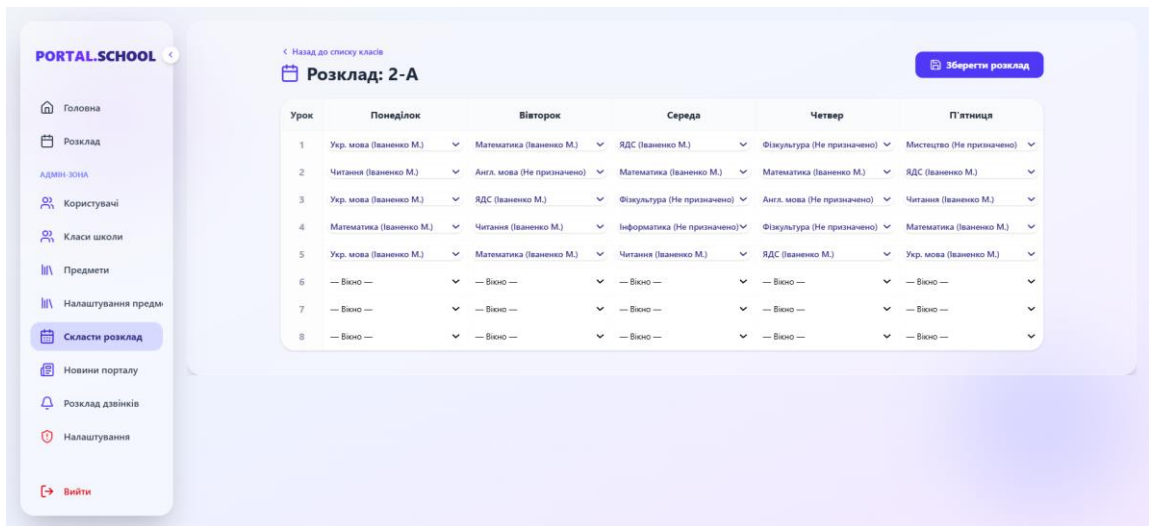 PORTAL.SCHOOL
Головна
Розклад
АДМІН-ЗОНА
Користувачі
Класи школи
Предмети
Налаштування предм
Скласти розклад
Новини порталу
Розклад дзвінків
Налаштування
Вийти
Назад до списку класів
Розклад: 2-А
Зберегти розклад
Урок Понеділок Вівторок Середа Четвер П'ятниця
1 Укр. мова (Іваненко М.) Математика (Іваненко М.) ЯДС (Іваненко М.) Фізкультура (Не призначено) Мистецтво (Не призначено)
2 Читання (Іваненко М.) Англ. мова (Не призначено) Математика (Іваненко М.) Математика (Іваненко М.) ЯДС (Іваненко М.)
3 Укр. мова (Іваненко М.) ЯДС (Іваненко М.) Фізкультура (Не призначено) Англ. мова (Не призначено) Читання (Іваненко М.)
4 Математика (Іваненко М.) Читання (Іваненко М.) Інформатика (Не призначено) Фізкультура (Не призначено) Математика (Іваненко М.)
5 Укр. мова (Іваненко М.) Математика (Іваненко М.) Читання (Іваненко М.) ЯДС (Іваненко М.) Укр. мова (Іваненко М.)
6 — Вікно — — Вікно — — Вікно — — Вікно — — Вікно —
7 — Вікно — — Вікно — — Вікно — — Вікно — — Вікно —
8 — Вікно — — Вікно — — Вікно — — Вікно — — Вікно —